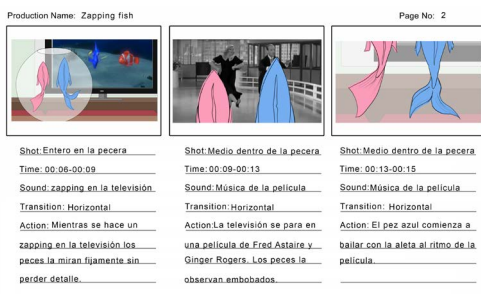 Production Name: Zapping fish
Page No: 2
Shot:Entero en la pecera
Time: 00:06-00:09
Sound: zapping en la televisión
Transition: Horizontal
Action: Mientras se hace un
zapping en la televisión los
peces la miran fijamente sin
perder detalle.
Shot:Medio dentro de la pecera
Time: 00:09-00:13
Sound:Música de la película
Transition: Horizontal
Action:La televisión se para en
una película de Fred Astaire y
Ginger Rogers. Los peces la
observan embobados.
Shot:Medio dentro de la pecera
Time: 00:13-00:15
Sound:Música de la película
Transition: Horizontal
Action: El pez azul comienza a
bailar con la aleta al ritmo de la
película.